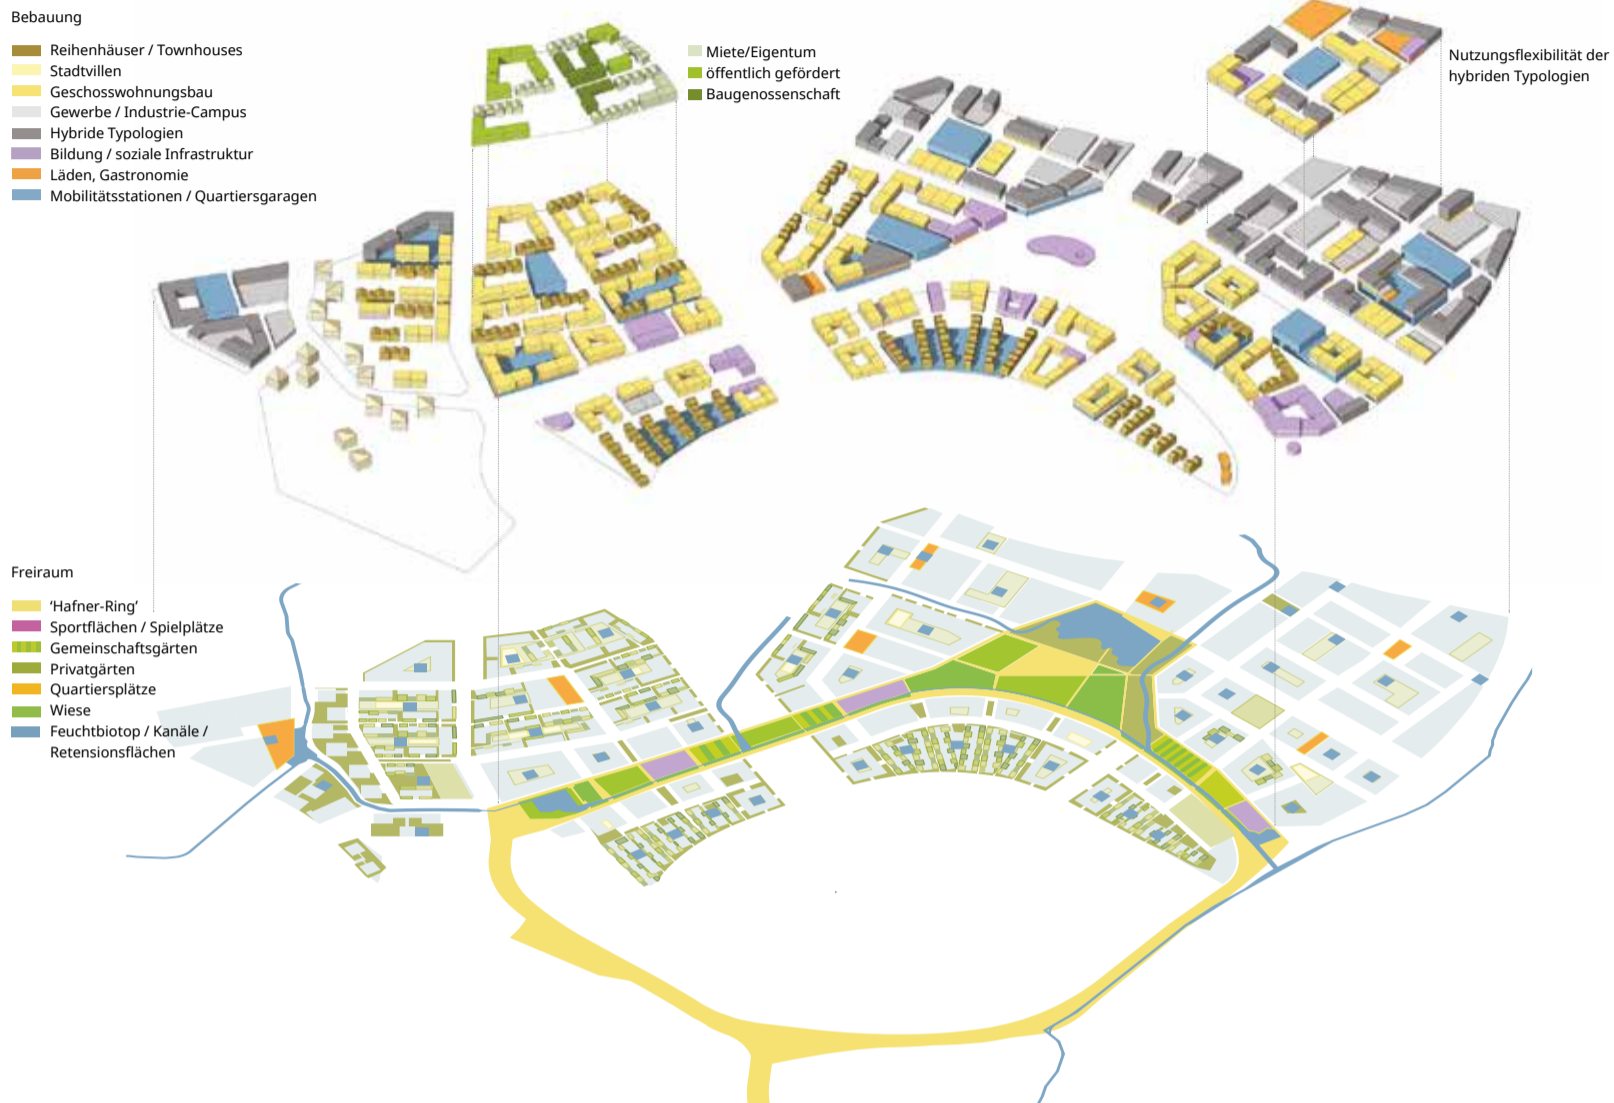 Bebauung
Reihenhäuser / Townhouses
Stadtvillen
Geschosswohnungsbau
Gewerbe / Industrie-Campus
Hybride Typologien
Bildung / soziale Infrastruktur
Läden, Gastronomie
Mobilitätsstationen / Quartiersgaragen
Miete/Eigentum
öffentlich gefördert
Baugenossenschaft
Nutzungsflexibilität der
hybriden Typologien
Freiraum
‘Hafner-Ring’
Sportflächen / Spielplätze
Gemeinschaftsgärten
Privatgärten
Quartiersplätze
Wiese
Feuchtbiotop / Kanäle /
Retensionsflächen